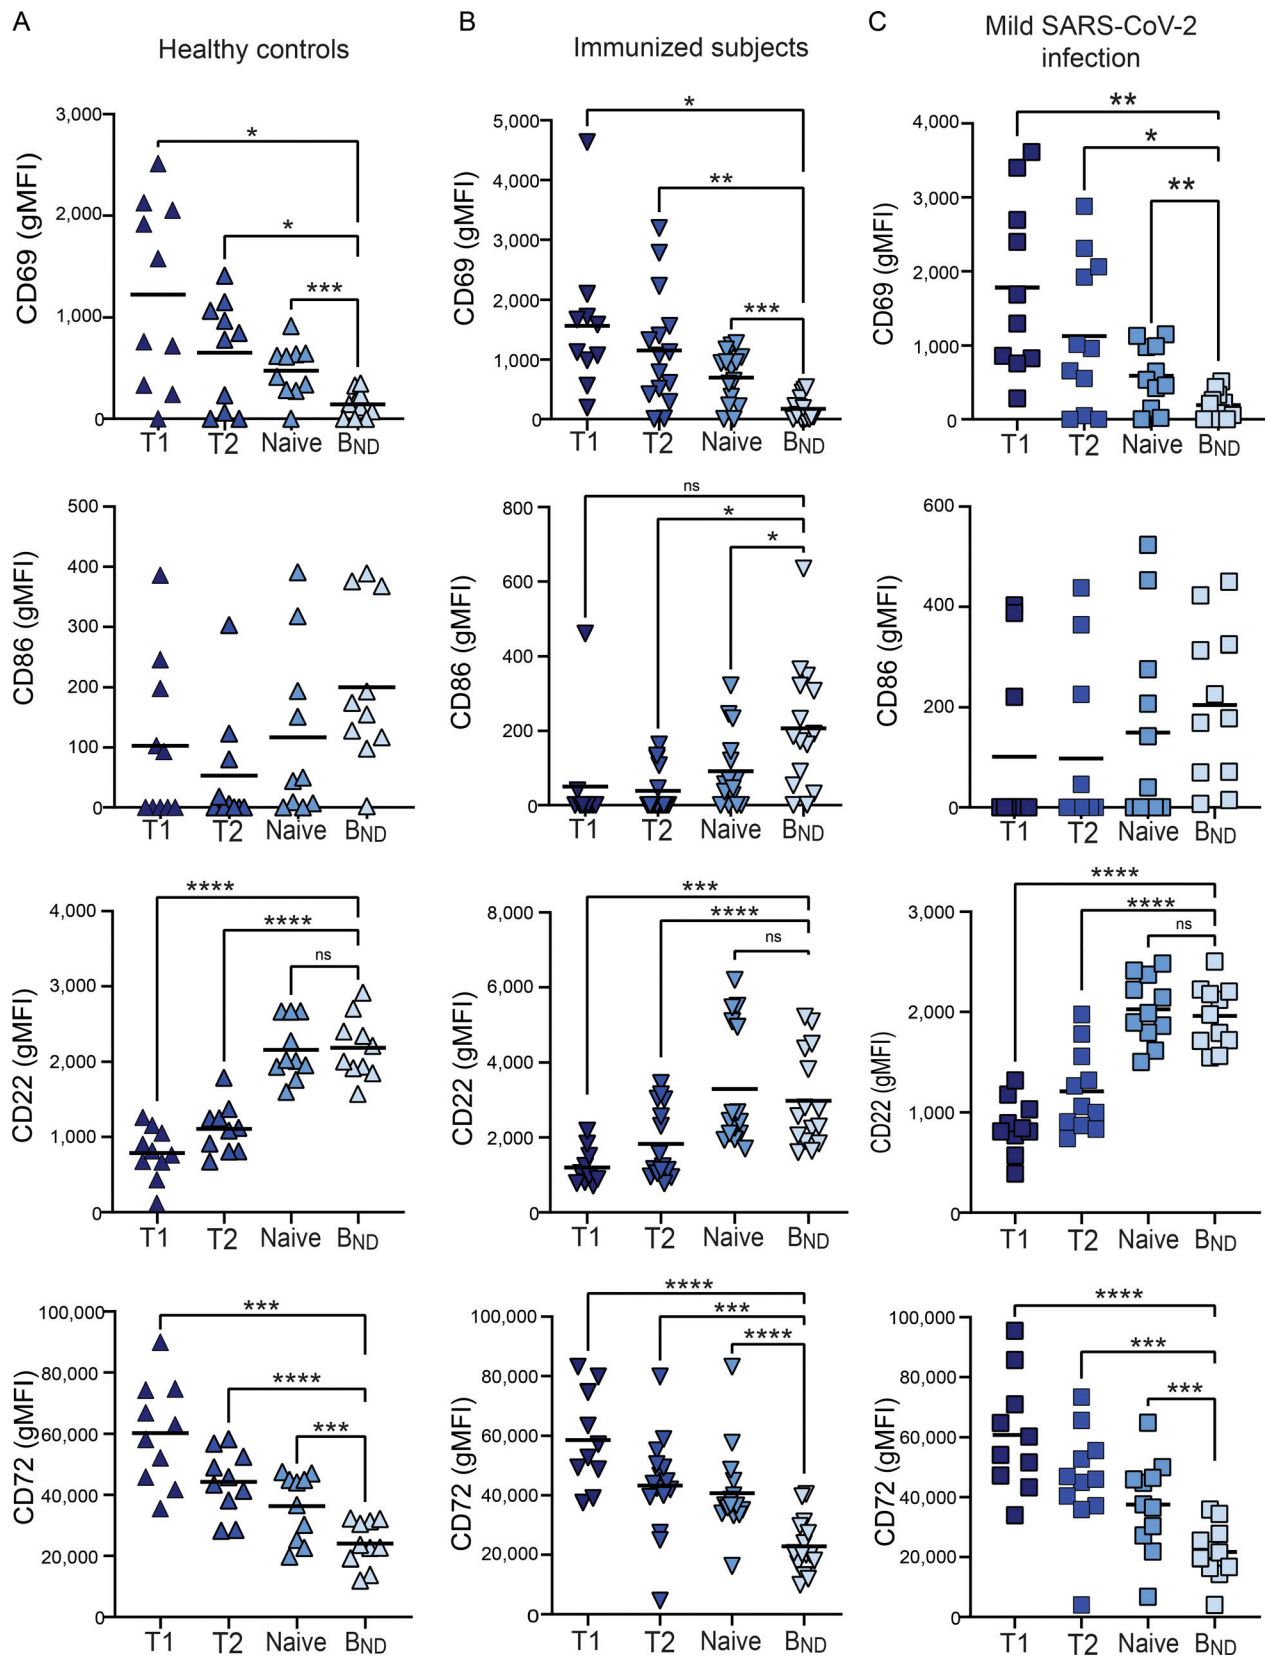 A
Healthy controls
B
Immunized subjects
C
Mild SARS-CoV-2
infection
CD69 (gMFI)
3,000
2,000
1,000
0
*
*
***
T1 T2 Naive BND
CD69 (gMFI)
5,000
4,000
3,000
2,000
1,000
0
*
**
***
T1 T2 Naive BND
CD69 (gMFI)
4,000
3,000
2,000
1,000
0
**
*
**
T1 T2 Naive BND
CD86 (gMFI)
500
400
300
200
100
0
T1 T2 Naive BND
CD86 (gMFI)
800
600
400
200
0
ns
*
*
T1 T2 Naive BND
CD86 (gMFI)
600
400
200
0
T1 T2 Naive BND
CD22 (gMFI)
4,000
3,000
2,000
1,000
0
****
****
ns
T1 T2 Naive BND
CD22 (gMFI)
8,000
6,000
4,000
2,000
0
***
****
ns
T1 T2 Naive BND
CD22 (gMFI)
3,000
2,000
1,000
0
****
****
ns
T1 T2 Naive BND
CD72 (gMFI)
100,000
80,000
60,000
40,000
20,000
0
***
****
***
T1 T2 Naive BND
CD72 (gMFI)
100,000
80,000
60,000
40,000
20,000
0
****
***
****
T1 T2 Naive BND
CD72 (gMFI)
100,000
80,000
60,000
40,000
20,000
0
****
***
***
T1 T2 Naive BND